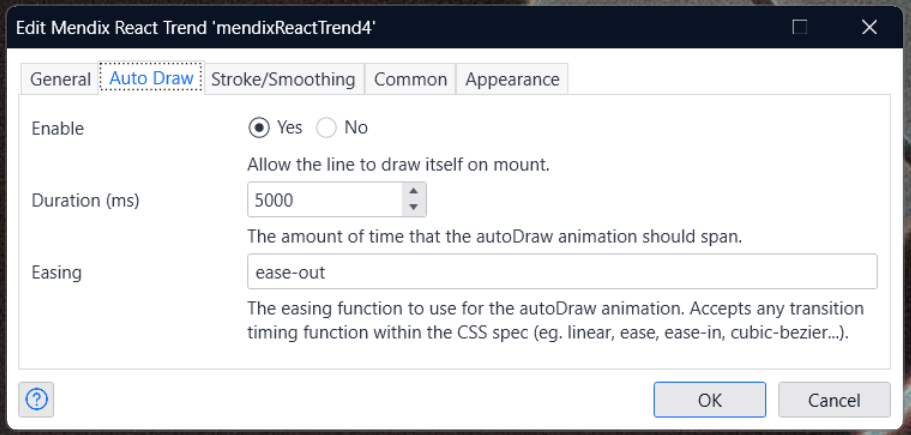 Edit Mendix React Trend 'mendixReactTrend4'
General Auto Draw Stroke/Smoothing Common Appearance
Enable Yes No
Allow the line to draw itself on mount.
Duration (ms) 5000
The amount of time that the autoDraw animation should span.
Easing ease-out
The easing function to use for the autoDraw animation. Accepts any transition
timing function within the CSS spec (eg. linear, ease, ease-in, cubic-bezier...).
? OK Cancel